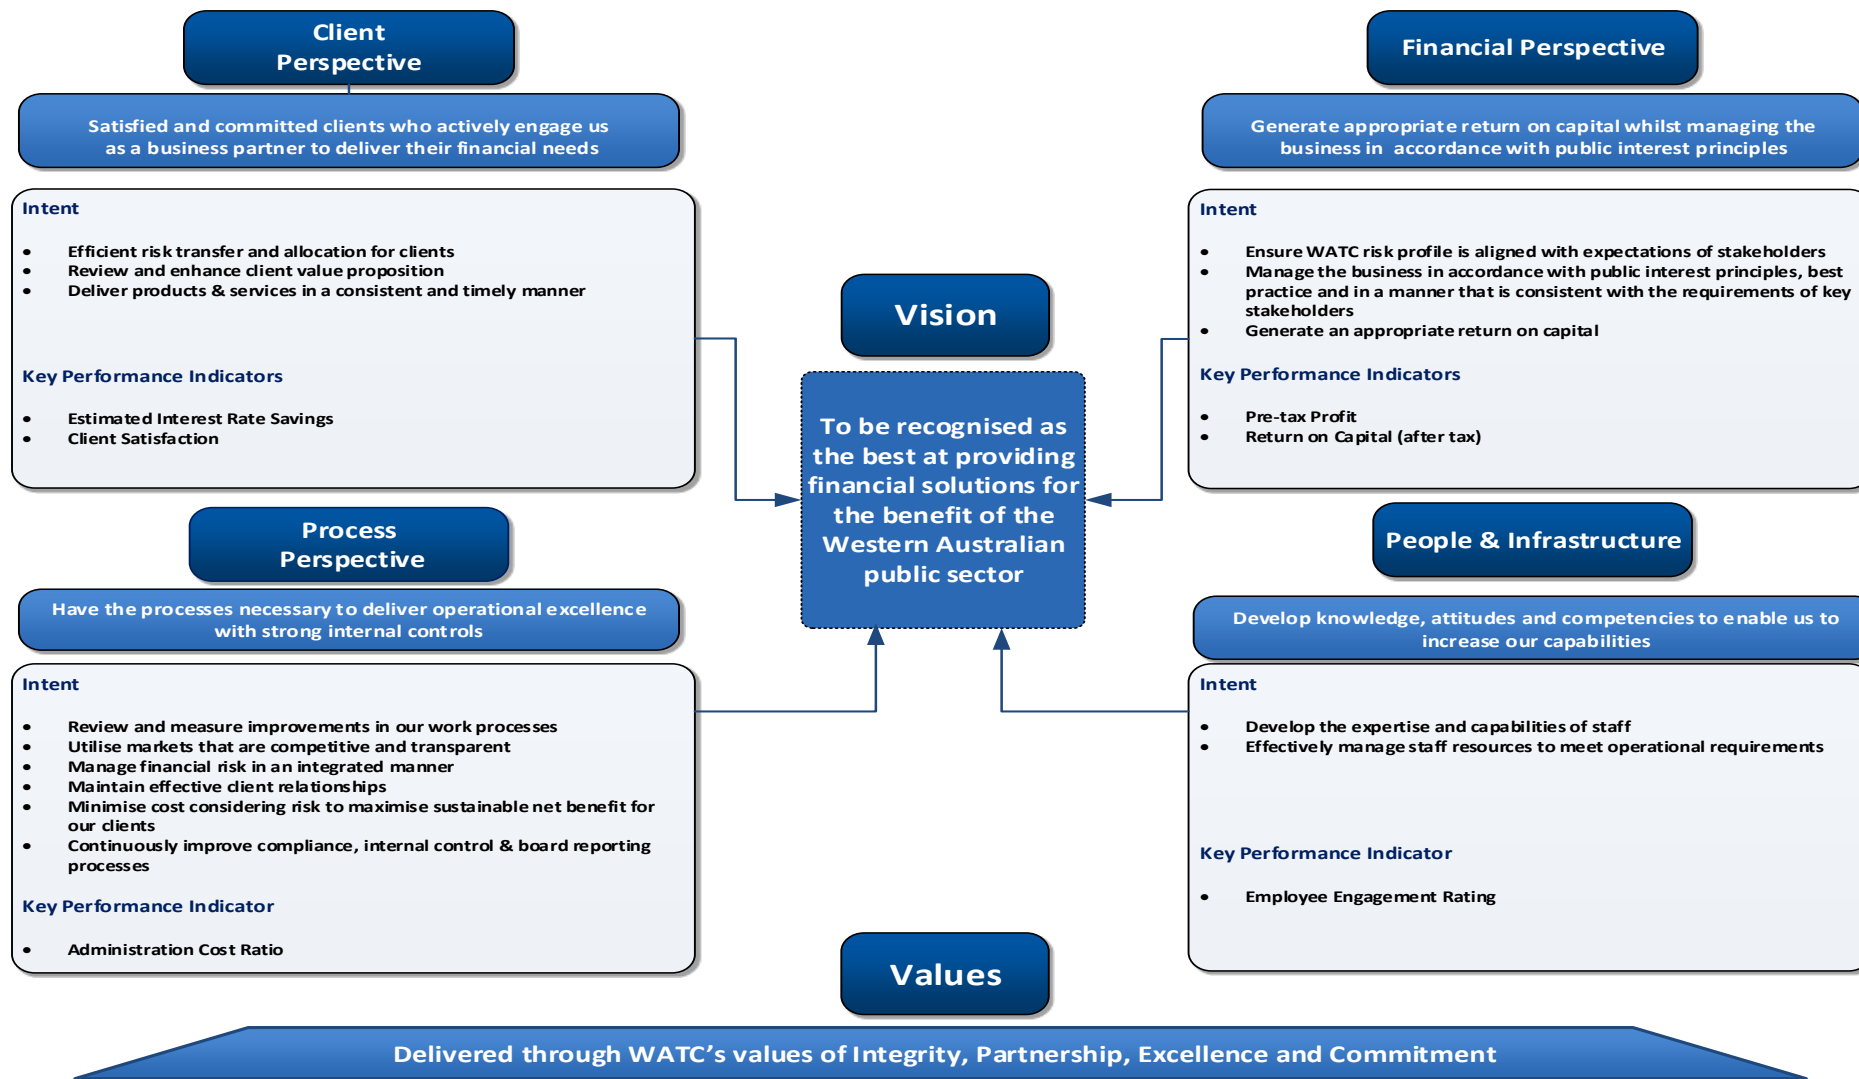 Client
Perspective
Satisfied and committed clients who actively engage us
as a business partner to deliver their financial needs
Intent
• Efficient risk transfer and allocation for clients
• Review and enhance client value proposition
• Deliver products & services in a consistent and timely manner
Key Performance Indicators
• Estimated Interest Rate Savings
• Client Satisfaction
Financial Perspective
Generate appropriate return on capital whilst managing the
business in accordance with public interest principles
Intent
• Ensure WATC risk profile is aligned with expectations of stakeholders
• Manage the business in accordance with public interest principles, best
practice and in a manner that is consistent with the requirements of key
stakeholders
• Generate an appropriate return on capital
Key Performance Indicators
• Pre-tax Profit
• Return on Capital (after tax)
Vision
To be recognised as
the best at providing
financial solutions for
the benefit of the
Western Australian
public sector
Process
Perspective
Have the processes necessary to deliver operational excellence
with strong internal controls
Intent
• Review and measure improvements in our work processes
• Utilise markets that are competitive and transparent
• Manage financial risk in an integrated manner
• Maintain effective client relationships
• Minimise cost considering risk to maximise sustainable net benefit for
our clients
• Continuously improve compliance, internal control & board reporting
processes
Key Performance Indicator
• Administration Cost Ratio
People & Infrastructure
Develop knowledge, attitudes and competencies to enable us to
increase our capabilities
Intent
• Develop the expertise and capabilities of staff
• Effectively manage staff resources to meet operational requirements
Key Performance Indicator
• Employee Engagement Rating
Values
Delivered through WATC’s values of Integrity, Partnership, Excellence and Commitment